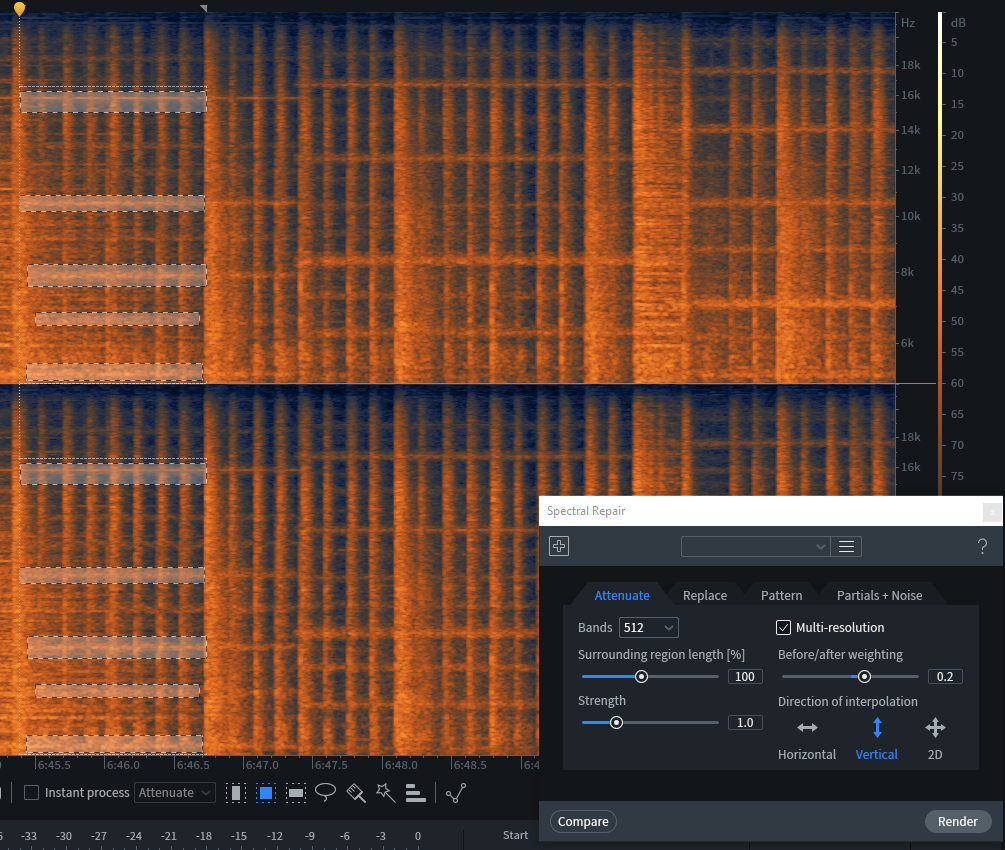 Hz dB
5
18k
10
16k
15
14k
20
12k
25
30
10k
35
40
8k
45
50
6k
55
60
65
18k
70
16k
75
Spectral Repair
?
Attenuate Replace Pattern Partials + Noise
Bands 512 Multi-resolution
Surrounding region length [%] Before/after weighting
100 0.2
Strength Direction of interpolation
1.0
Horizontal Vertical 2D
6:45.5 6:46.0 6:46.5 6:47.0 6:47.5 6:48.0 6:48.5 6:4
Instant process Attenuate
Compare Render
-33 -30 -27 -24 -21 -18 -15 -12 -9 -6 -3 0 Start